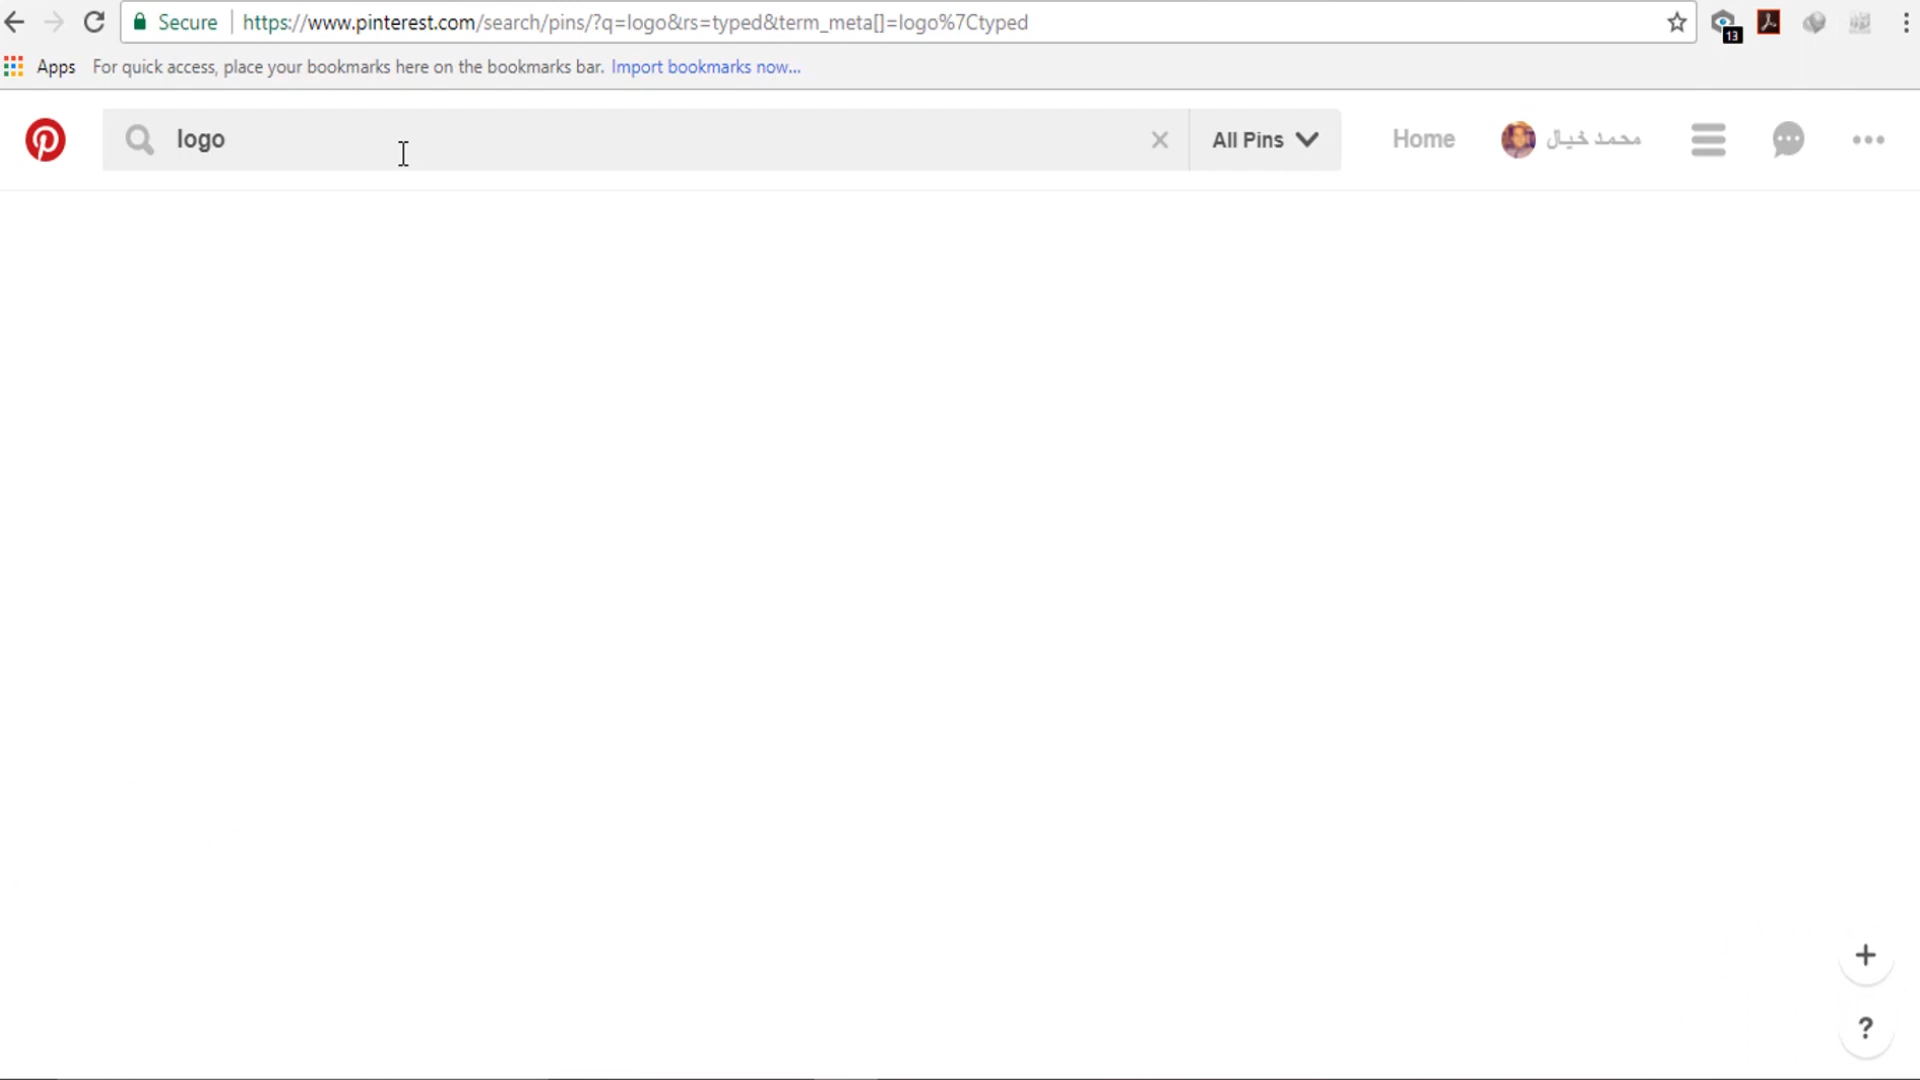 Secure https://www.pinterest.com/search/pins/?q=logo&rs=typed&term_meta[]=logo%7Ctyped
13
Apps For quick access, place your bookmarks here on the bookmarks bar. Import bookmarks now...
logo All Pins Home محمد خيال
+
?